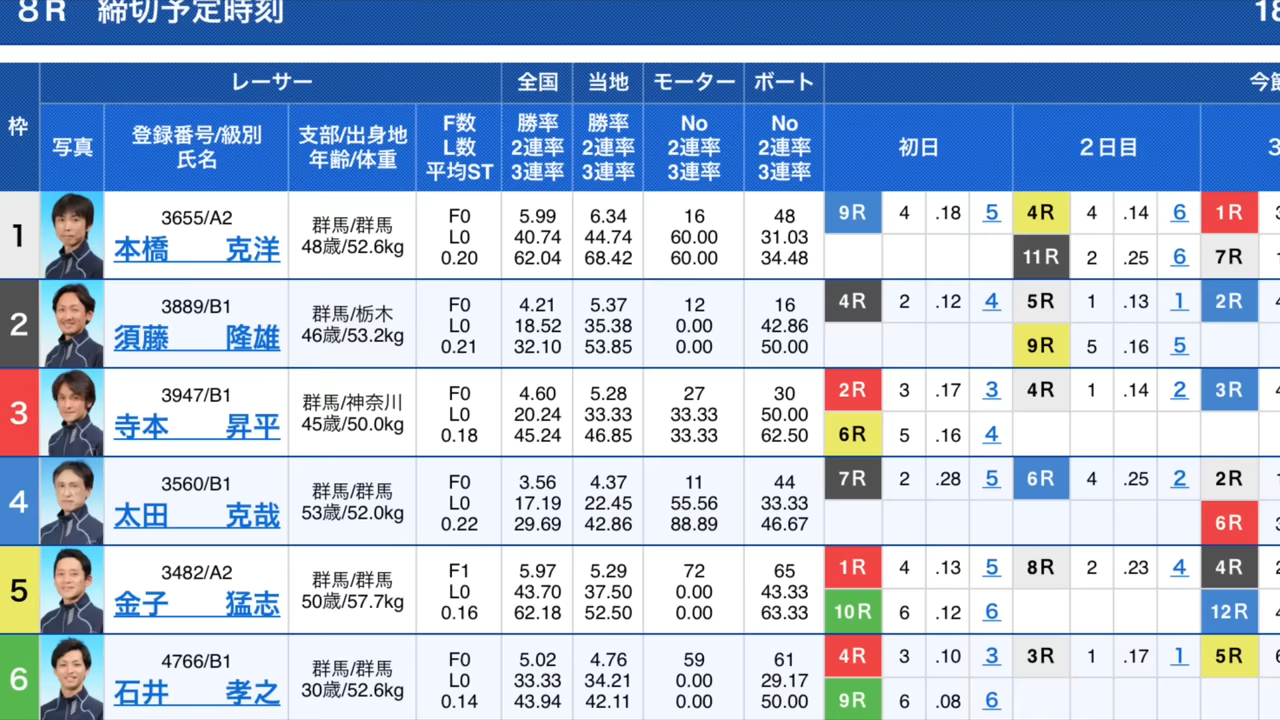 8R 締切予定時刻 18
枠 レーサー 全国 当地 モーター ボート 今節
写真 登録番号/級別 氏名 支部/出身地 年齢/体重 F数 L数 平均ST 勝率 2連率 3連率 勝率 2連率 3連率 No 2連率 3連率 No 2連率 3連率 初日 2日目 3
1 3655/A2 群馬/群馬 F0 5.99 6.34 16 48 9R 4 .18 5 4R 4 .14 6 1R
本橋 克洋 48歳/52.6kg L0 40.74 44.74 60.00 31.03
0.20 62.04 68.42 60.00 34.48 11R 2 .25 6 7R
2 3889/B1 群馬/栃木 F0 4.21 5.37 12 16 4R 2 .12 4 5R 1 .13 1 2R
須藤 隆雄 46歳/53.2kg L0 18.52 35.38 0.00 42.86
0.21 32.10 53.85 0.00 50.00 9R 5 .16 5
3 3947/B1 群馬/神奈川 F0 4.60 5.28 27 30 2R 3 .17 3 4R 1 .14 2 3R
寺本 昇平 45歳/50.0kg L0 20.24 33.33 33.33 50.00
0.18 45.24 46.85 33.33 62.50 6R 5 .16 4
4 3560/B1 群馬/群馬 F0 3.56 4.37 11 44 7R 2 .28 5 6R 4 .25 2 2R
太田 克哉 53歳/52.0kg L0 17.19 22.45 55.56 33.33
0.22 29.69 42.86 88.89 46.67 6R
5 3482/A2 群馬/群馬 F1 5.97 5.29 72 65 1R 4 .13 5 8R 2 .23 4 4R
金子 猛志 50歳/57.7kg L0 43.70 37.50 0.00 43.33
0.16 62.18 52.50 0.00 63.33 10R 6 .12 6 12R
6 4766/B1 群馬/群馬 F0 5.02 4.76 59 61 4R 3 .10 3 3R 1 .17 1 5R
石井 孝之 30歳/52.6kg L0 33.33 34.21 0.00 29.17
0.14 43.94 42.11 0.00 50.00 9R 6 .08 6